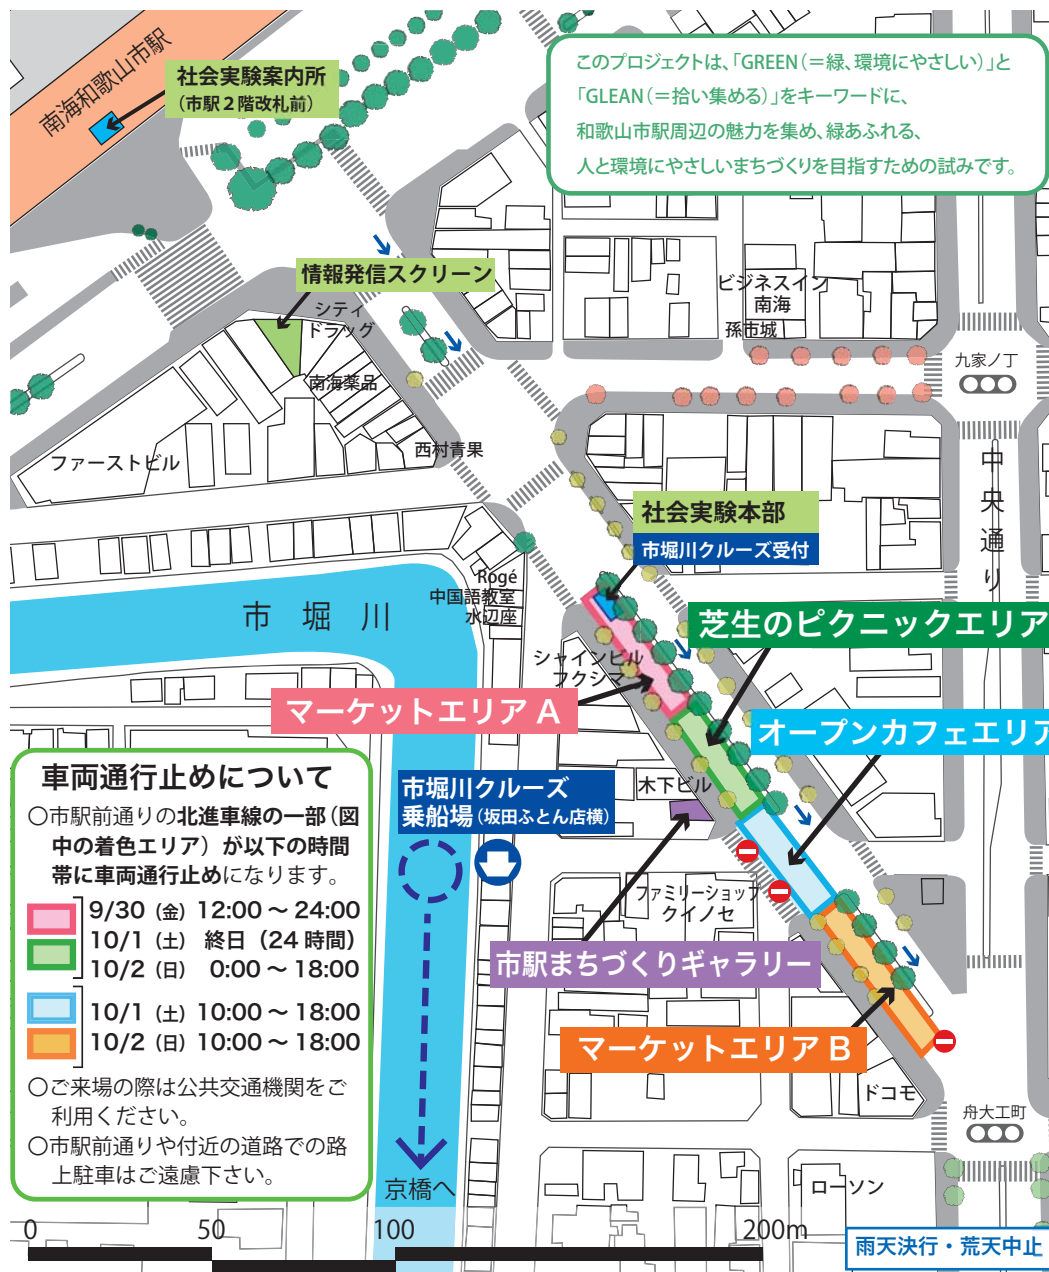 南海和歌山市駅
社会実験案内所
（市駅２階改札前）
このプロジェクトは、「GREEN（＝緑、環境にやさしい）」と
「GLEAN（＝拾い集める）」をキーワードに、
和歌山市駅周辺の魅力を集め、緑あふれる、
人と環境にやさしいまちづくりを目指すための試みです。
情報発信スクリーン
シティ
ドラッグ
南海薬品
ビジネスイン
南海
孫市城
九家ノ丁
西村青果
ファーストビル
中央通り
社会実験本部
市堀川クルーズ受付
Rogé
中国語教室
水辺座
市堀川
芝生のピクニックエリア
シャインビル
フクシマ
マーケットエリア A
オープンカフェエリア
車両通行止めについて
〇市駅前通りの北進車線の一部（図
中の着色エリア）が以下の時間
帯に車両通行止めになります。
9/30（金）12:00～24:00
10/1（土）終日（24時間）
10/2（日） 0:00～18:00
10/1（土）10:00～18:00
10/2（日）10:00～18:00
〇ご来場の際は公共交通機関をご
利用ください。
〇市駅前通りや付近の道路での路
上駐車はご遠慮下さい。
市堀川クルーズ
乗船場（坂田ふとん店横）
木下ビル
ファミリーショップ
クイノセ
市駅まちづくりギャラリー
マーケットエリア B
ドコモ
舟大工町
京橋へ
ローソン
0 50 100 200m
雨天決行・荒天中止